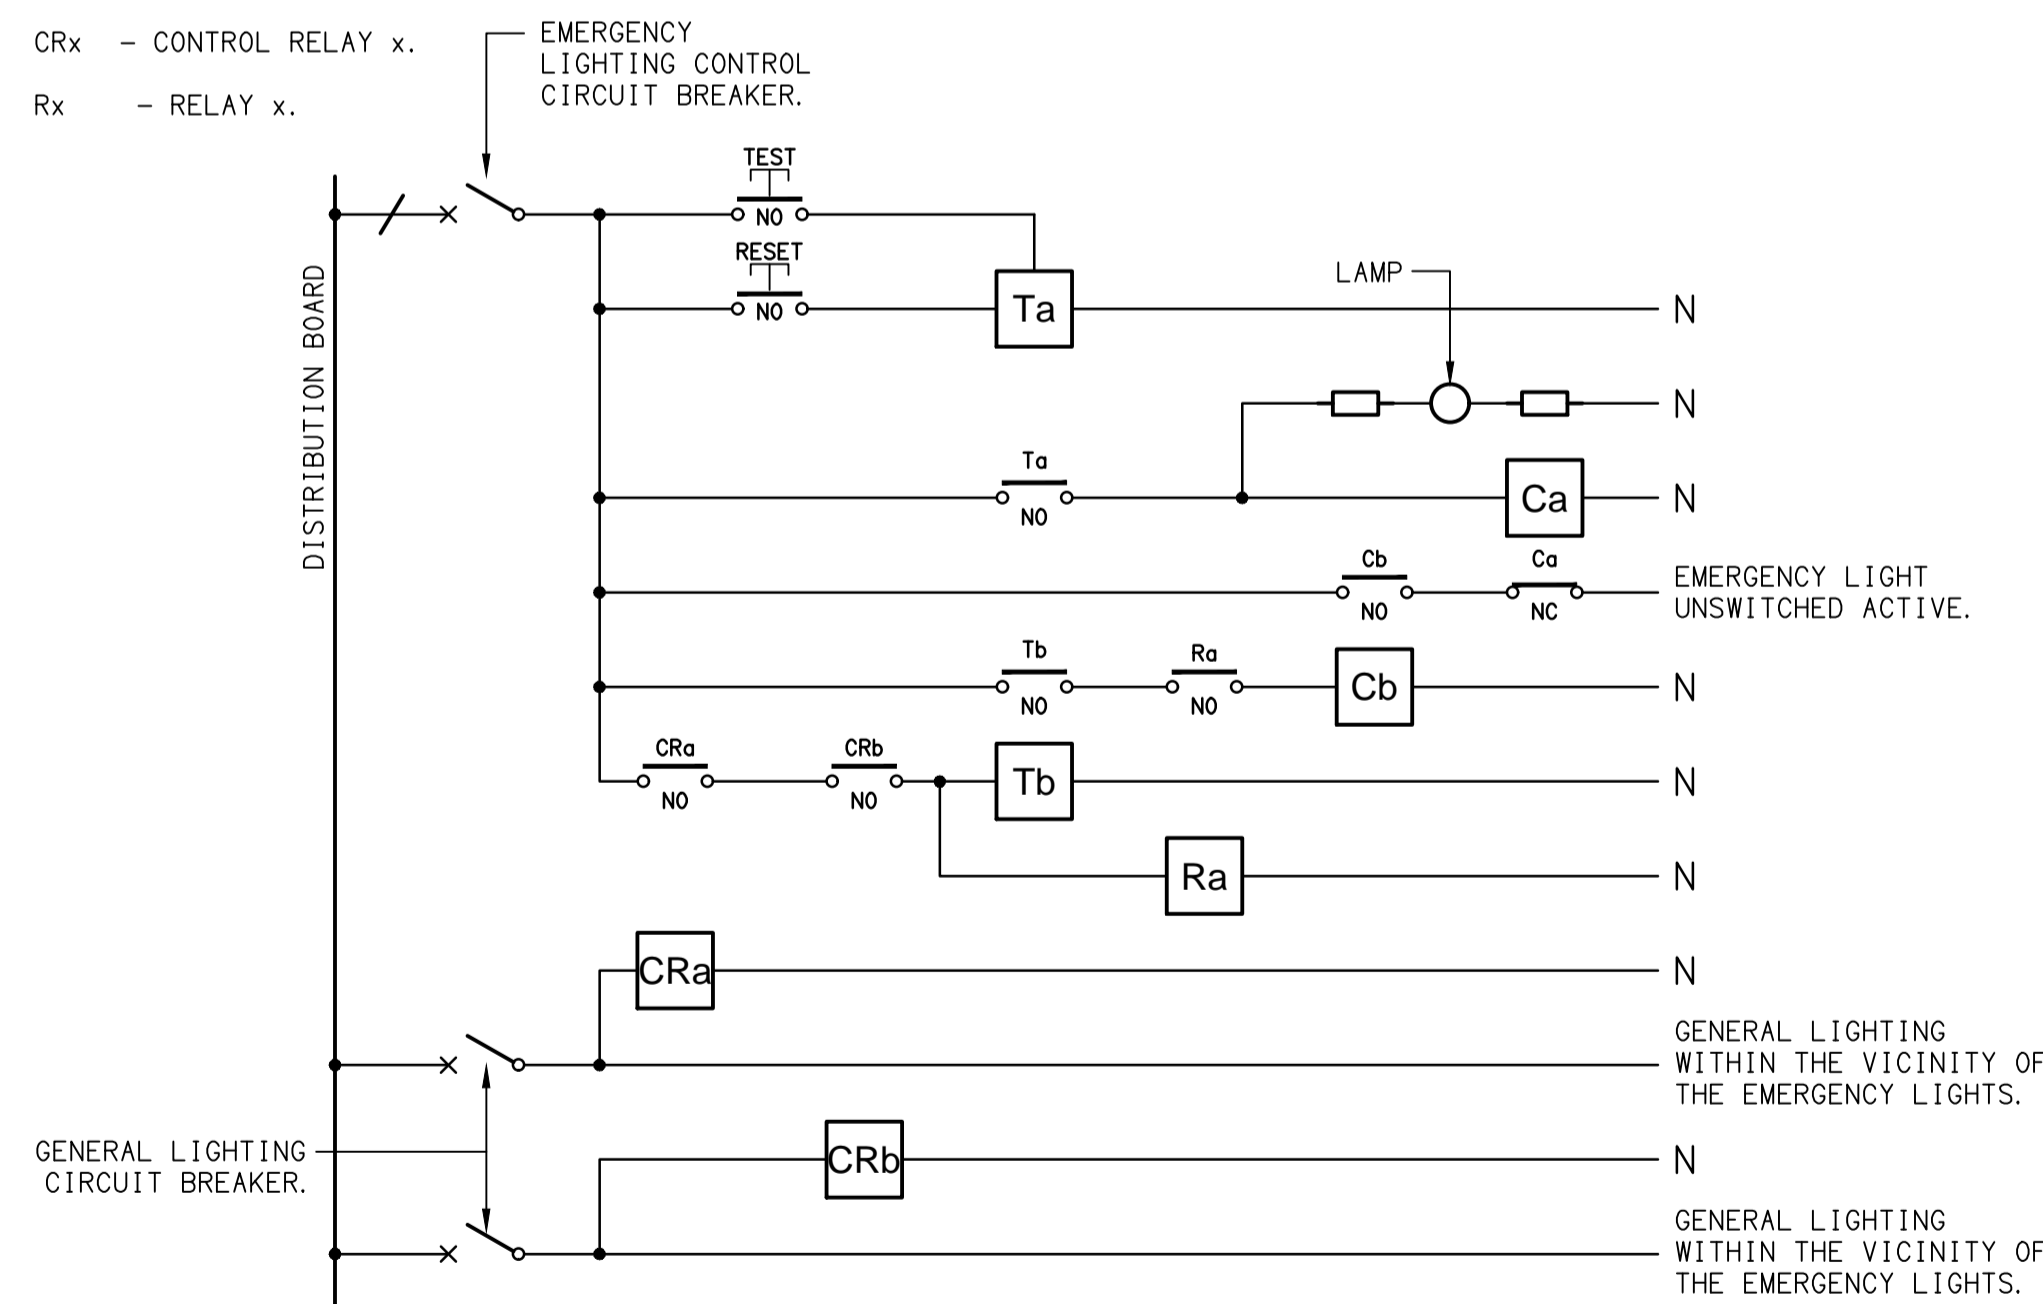 CRx – CONTROL RELAY x.
Rx – RELAY x.
EMERGENCY
LIGHTING CONTROL
CIRCUIT BREAKER.
DISTRIBUTION BOARD
TEST
NO
RESET
NO
Ta
N
LAMP
N
Ta
NO
Ca
N
Cb
NO
Ca
NC
EMERGENCY LIGHT
UNSWITCHED ACTIVE.
Tb
NO
Ra
NO
Cb
N
CRa
NO
CRb
NO
Tb
N
Ra
N
CRa
N
GENERAL LIGHTING
WITHIN THE VICINITY OF
THE EMERGENCY LIGHTS.
GENERAL LIGHTING
CIRCUIT BREAKER.
CRb
N
GENERAL LIGHTING
WITHIN THE VICINITY OF
THE EMERGENCY LIGHTS.